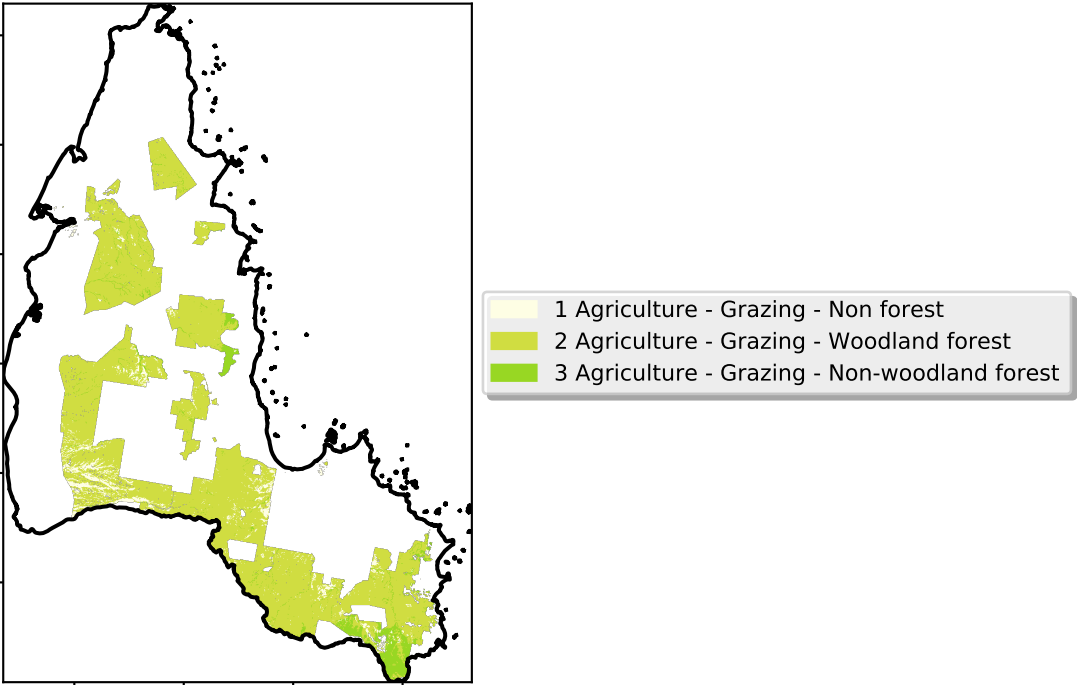 1 Agriculture - Grazing - Non forest
2 Agriculture - Grazing - Woodland forest
3 Agriculture - Grazing - Non-woodland forest